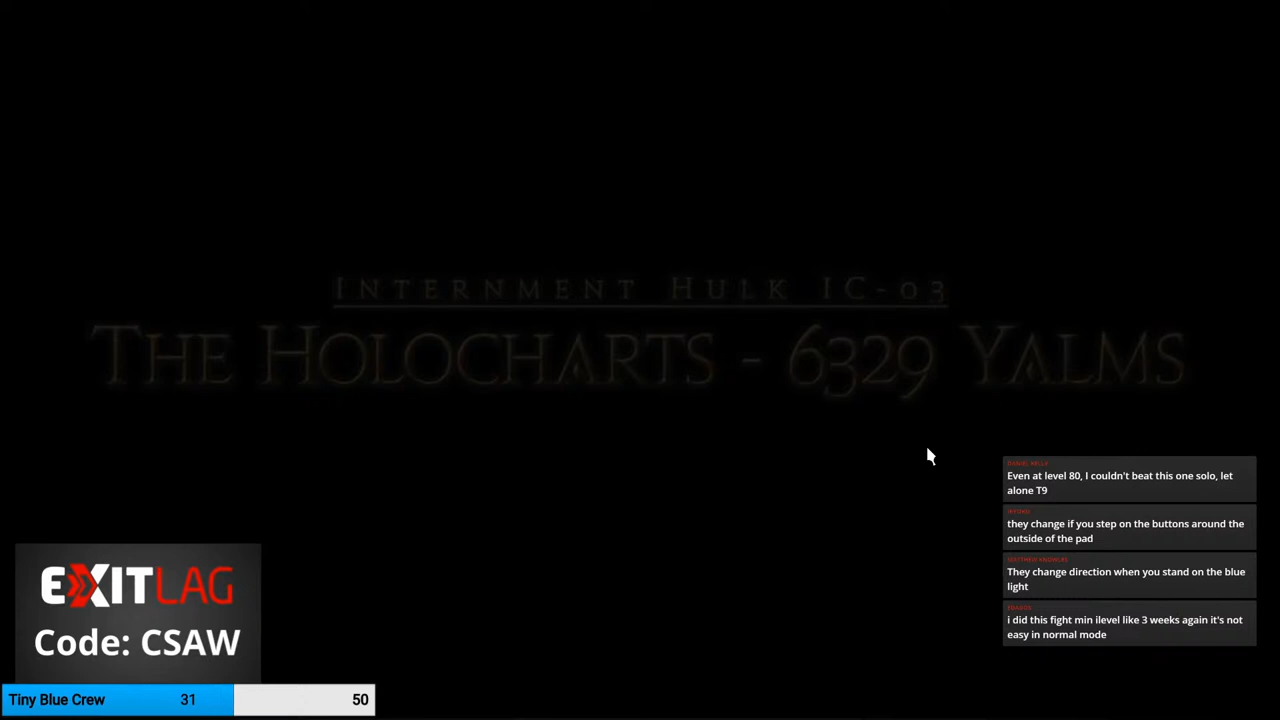 INTERNMENT HULK IC-03
THE HOLOCHARTS - 6329 YALMS
Even at level 80, I couldn't beat this one solo, let
alone T9
they change if you step on the buttons around the
outside of the pad
MATTHEW KNOWLES
They change direction when you stand on the blue
light
i did this fight min ilevel like 3 weeks again it's not
easy in normal mode
EXITLAG
Code: CSAW
Tiny Blue Crew 31 50